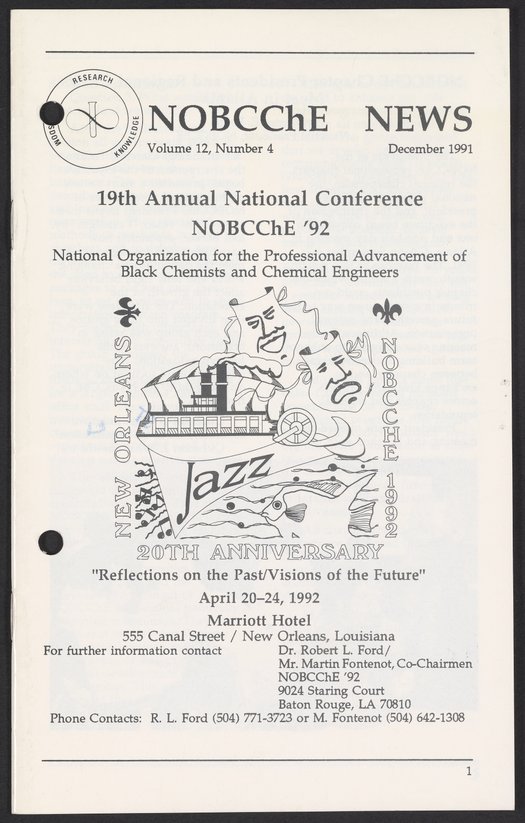 RESEARCH
KNOWLEDGE
NOBCChE NEWS
Volume 12, Number 4 December 1991
19th Annual National Conference
NOBCChE '92
National Organization for the Professional Advancement of
Black Chemists and Chemical Engineers
NEW ORLEANS
Jazz
NOBCCHE 1992
20TH ANNIVERSARY
"Reflections on the Past/Visions of the Future"
April 20–24, 1992
Marriott Hotel
555 Canal Street / New Orleans, Louisiana
For further information contact Dr. Robert L. Ford/
Mr. Martin Fontenot, Co-Chairmen
NOBCChE '92
9024 Staring Court
Baton Rouge, LA 70810
Phone Contacts: R. L. Ford (504) 771-3723 or M. Fontenot (504) 642-1308
1